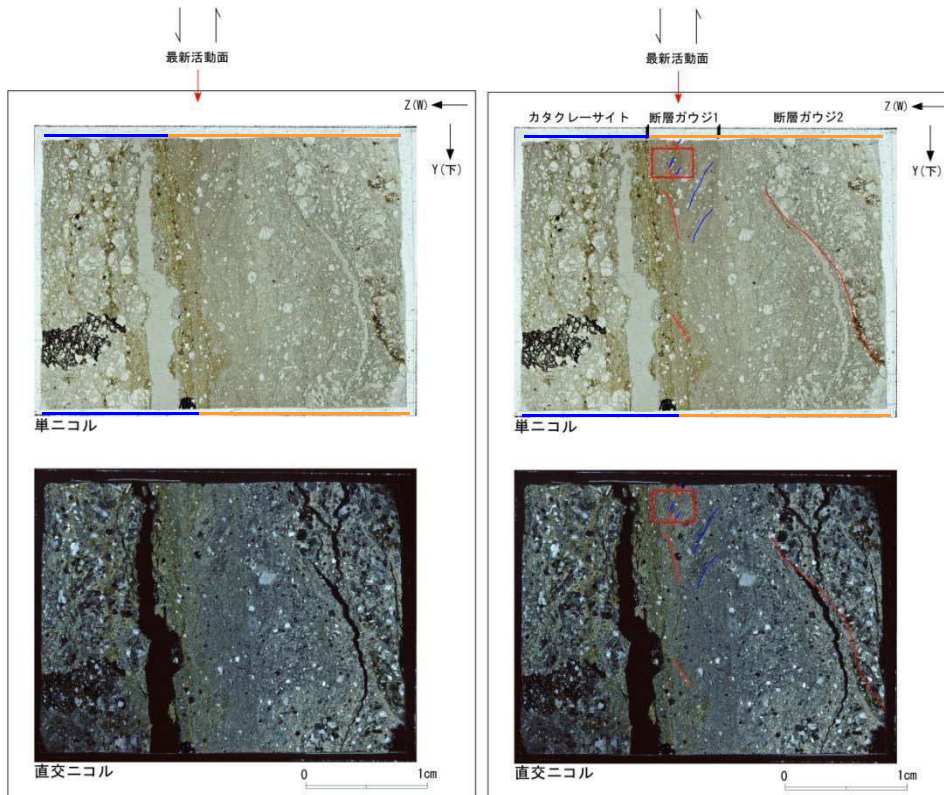 最新活動面
Z(W)
Y(下)
単ニコル
直交ニコル
0 1cm
最新活動面
Z(W)
カタクレーサイト 断層ガウジ1 断層ガウジ2
Y(下)
単ニコル
直交ニコル
0 1cm